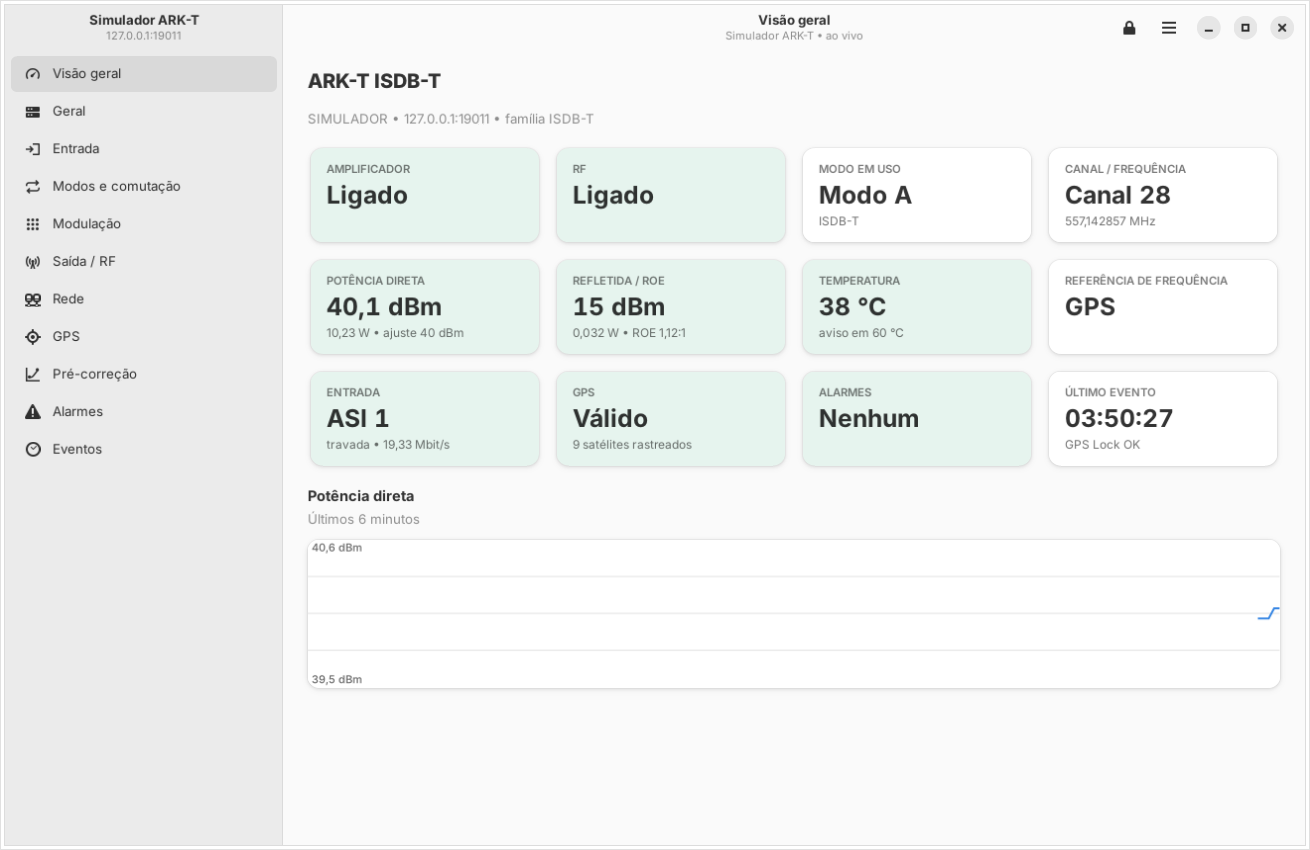 Simulador ARK-T
127.0.0.1:19011
Visão geral
Geral
Entrada
Modos e comutação
Modulação
Saída / RF
Rede
GPS
Pré-correção
Alarmes
Eventos
Visão geral
Simulador ARK-T • ao vivo
ARK-T ISDB-T
SIMULADOR • 127.0.0.1:19011 • família ISDB-T
AMPLIFICADOR
Ligado
RF
Ligado
MODO EM USO
Modo A
ISDB-T
CANAL / FREQUÊNCIA
Canal 28
557,142857 MHz
POTÊNCIA DIRETA
40,1 dBm
10,23 W • ajuste 40 dBm
REFLETIDA / ROE
15 dBm
0,032 W • ROE 1,12:1
TEMPERATURA
38 °C
aviso em 60 °C
REFERÊNCIA DE FREQUÊNCIA
GPS
ENTRADA
ASI 1
travada • 19,33 Mbit/s
GPS
Válido
9 satélites rastreados
ALARMES
Nenhum
ÚLTIMO EVENTO
03:50:27
GPS Lock OK
Potência direta
Últimos 6 minutos
40,6 dBm
39,5 dBm